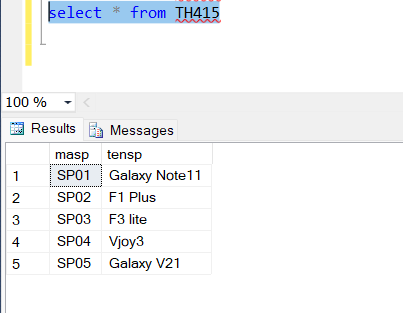 select * from TH415
100 %
Results Messages
masp tensp
1 SP01 Galaxy Note11
2 SP02 F1 Plus
3 SP03 F3 lite
4 SP04 Vjoy3
5 SP05 Galaxy V21